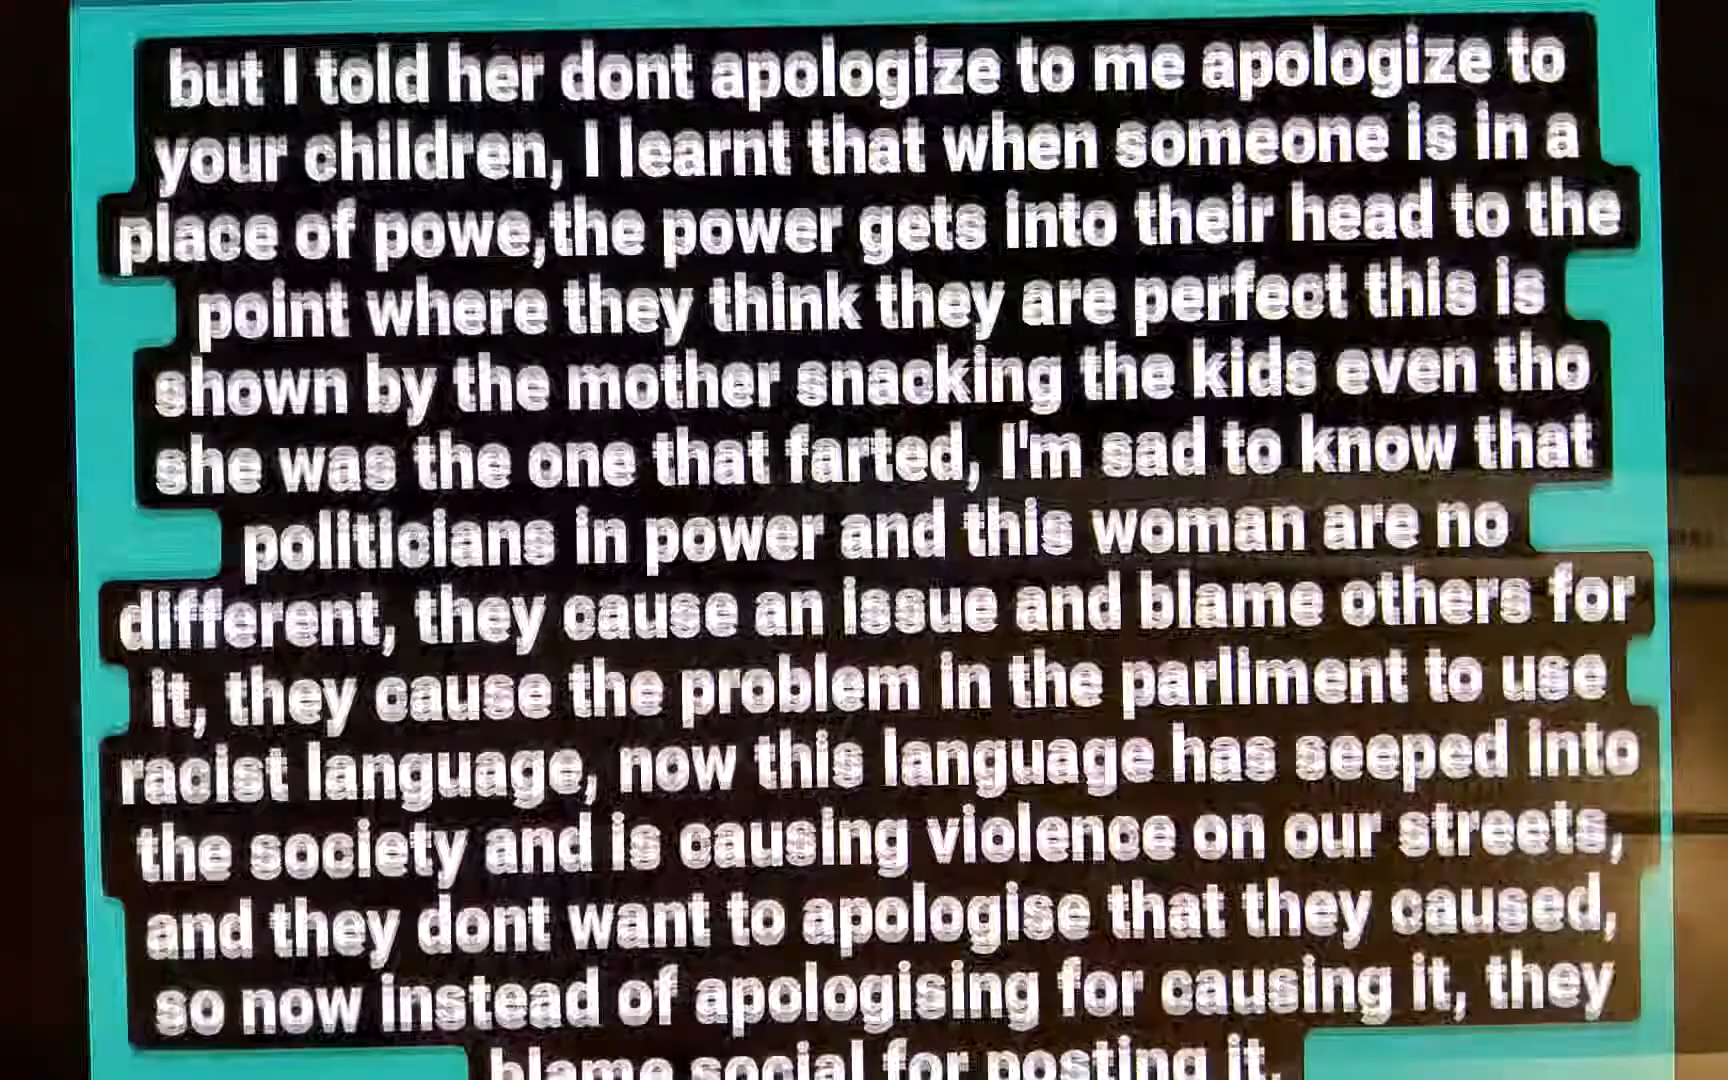 but I told her dont apologize to me apologize to
your children, I learnt that when someone is in a
place of powe,the power gets into their head to the
point where they think they are perfect this is
shown by the mother snacking the kids even tho
she was the one that farted, I'm sad to know that
politicians in power and this woman are no
different, they cause an issue and blame others for
it, they cause the problem in the parliment to use
racist language, now this language has seeped into
the society and is causing violence on our streets,
and they dont want to apologise that they caused,
so now instead of apologising for causing it, they
blame social for posting it.